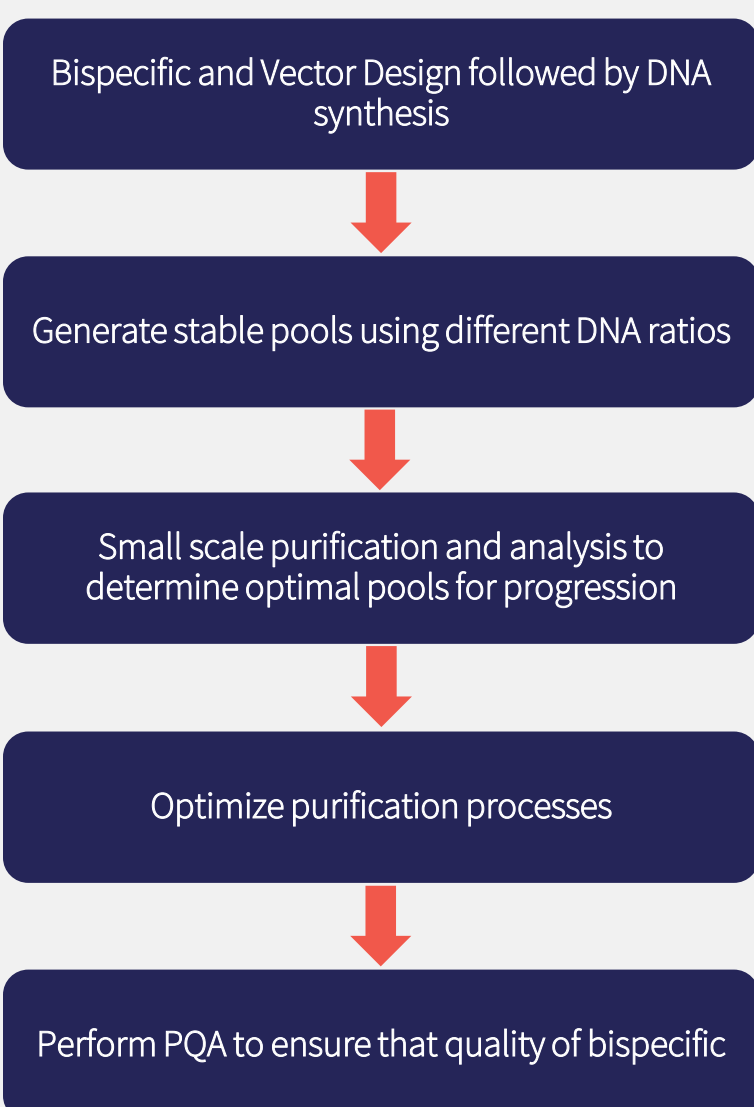 Bispecific and Vector Design followed by DNA
synthesis
Generate stable pools using different DNA ratios
Small scale purification and analysis to
determine optimal pools for progression
Optimize purification processes
Perform PQA to ensure that quality of bispecific